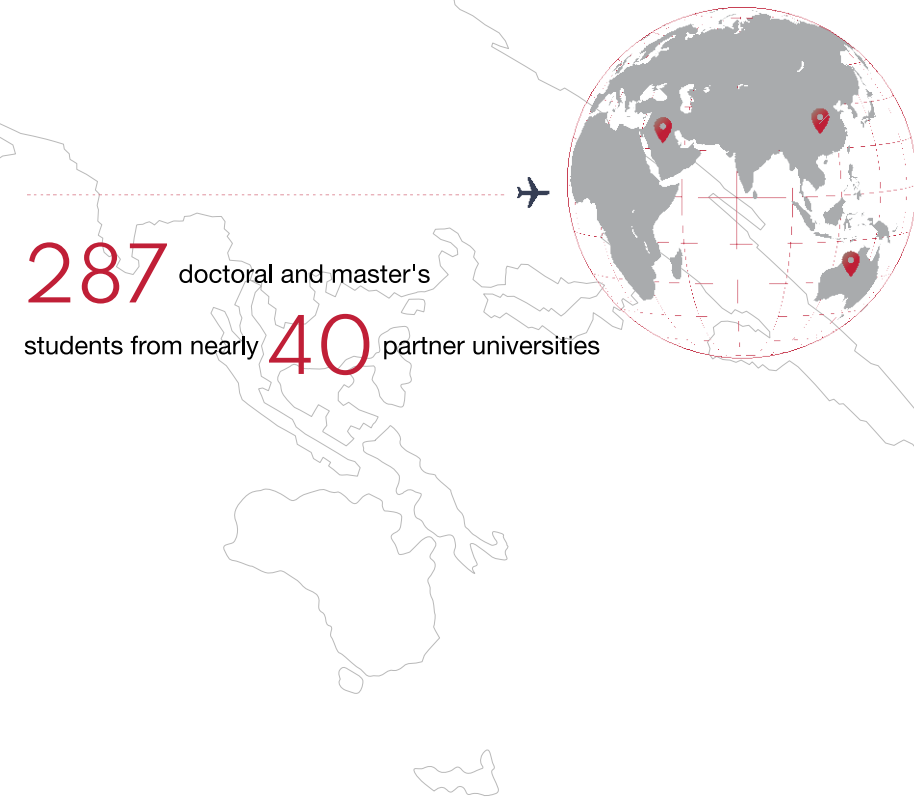 287 doctoral and master's
students from nearly 40 partner universities